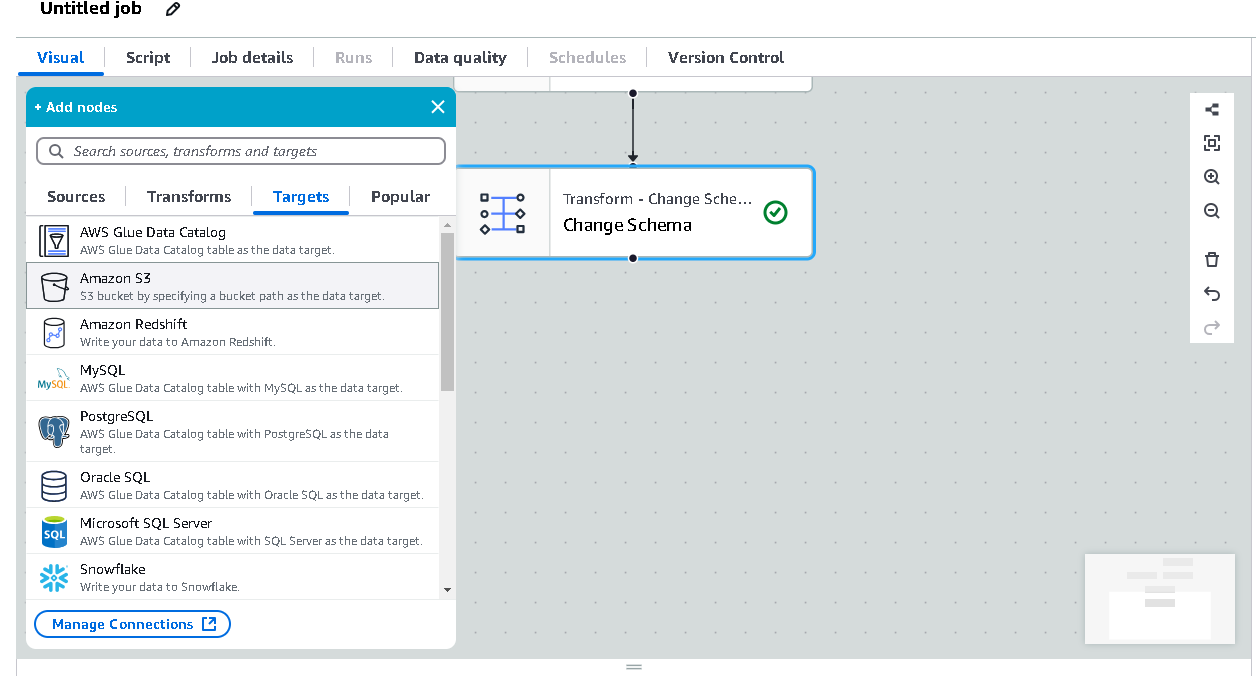 Untitled job
Visual
Script
Job details
Runs
Data quality
Schedules
Version Control
+ Add nodes
Search sources, transforms and targets
Sources
Transforms
Targets
Popular
AWS Glue Data Catalog
AWS Glue Data Catalog table as the data target.
Amazon S3
S3 bucket by specifying a bucket path as the data target.
Amazon Redshift
Write your data to Amazon Redshift.
MySQL
MySQL
AWS Glue Data Catalog table with MySQL as the data target.
PostgreSQL
AWS Glue Data Catalog table with PostgreSQL as the data
target.
Oracle SQL
AWS Glue Data Catalog table with Oracle SQL as the data target.
SQL
Microsoft SQL Server
AWS Glue Data Catalog table with SQL Server as the data target.
Snowflake
Write your data to Snowflake.
Manage Connections
Transform - Change Sche...
Change Schema